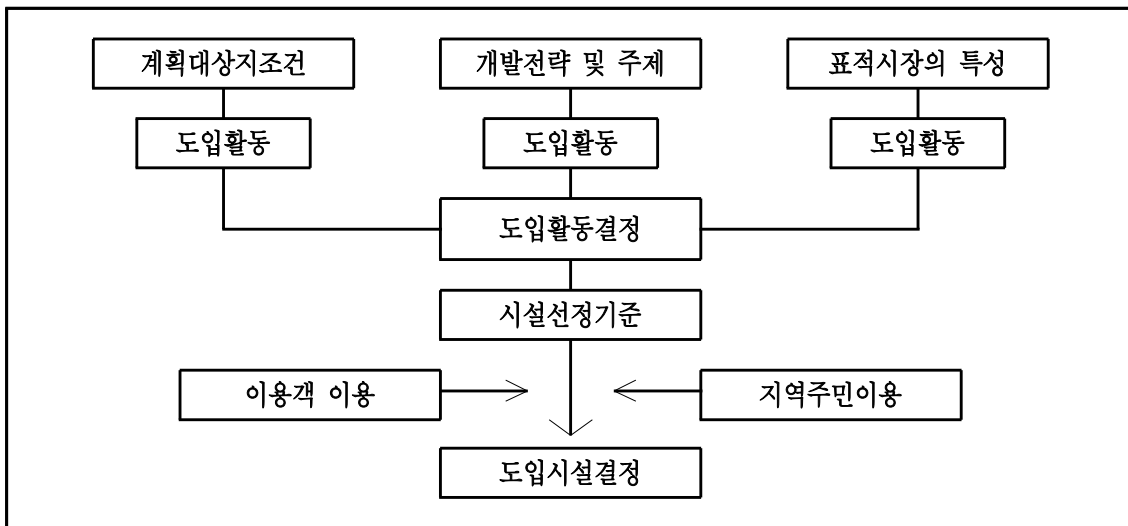 계획대상지조건
개발전략 및 주제
표적시장의 특성
도입활동
도입활동
도입활동
도입활동결정
시설선정기준
이용객 이용
지역주민이용
도입시설결정